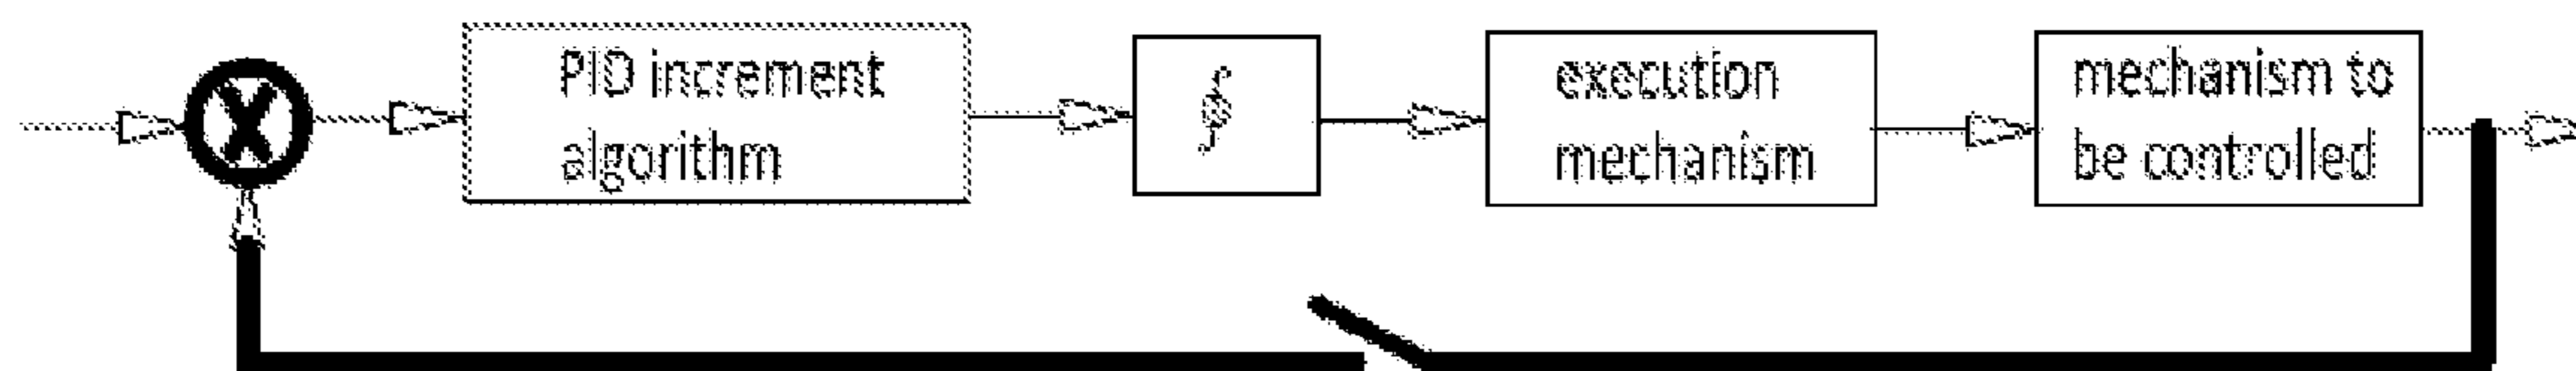 PID increment
algorithm
∮
execution
mechanism
mechanism to
be controlled